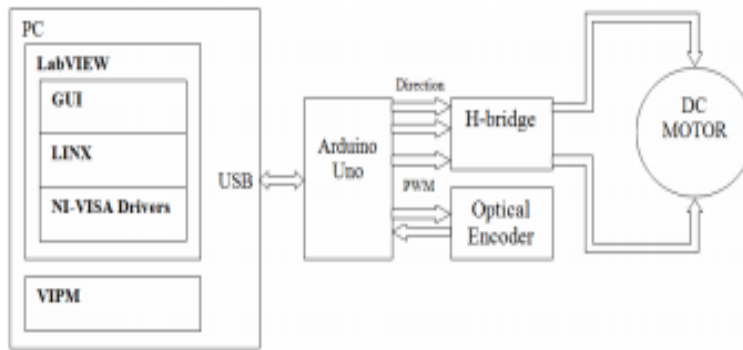 PC
LabVIEW
GUI
LINX
NI-VISA Drivers
VIPM
USB
Arduino
Uno
Direction
H-bridge
PWM
Optical
Encoder
DC
MOTOR